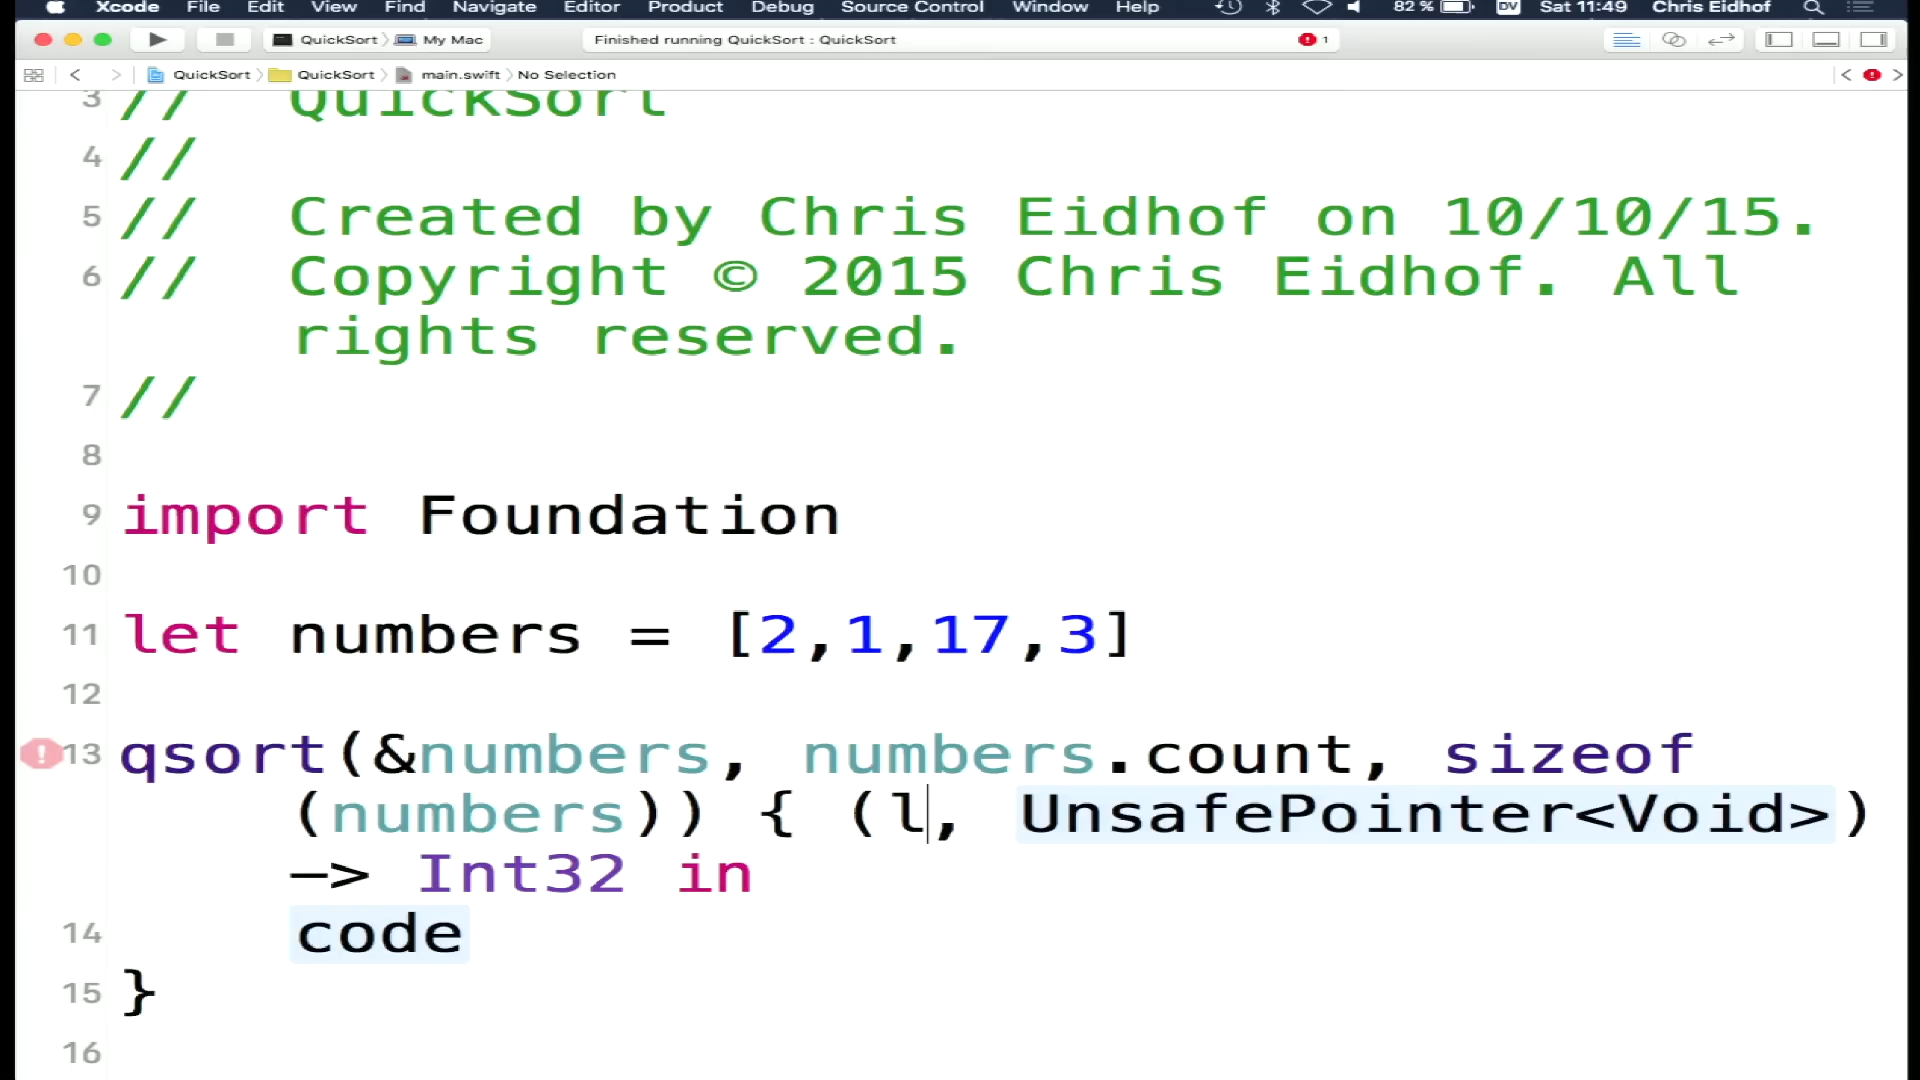 Xcode File Edit View Find Navigate Editor Product Debug Source Control Window Help 82 % DV Sat 11:49 Chris Eidhof
QuickSort My Mac Finished running QuickSort : QuickSort 1
QuickSort QuickSort main.swift No Selection
3 // QuickSort
4 //
5 // Created by Chris Eidhof on 10/10/15.
6 // Copyright © 2015 Chris Eidhof. All
rights reserved.
7 //
8
9 import Foundation
10
11 let numbers = [2,1,17,3]
12
13 qsort(&numbers, numbers.count, sizeof
(numbers)) { (l, UnsafePointer<Void>)
—> Int32 in
14 code
15 }
16